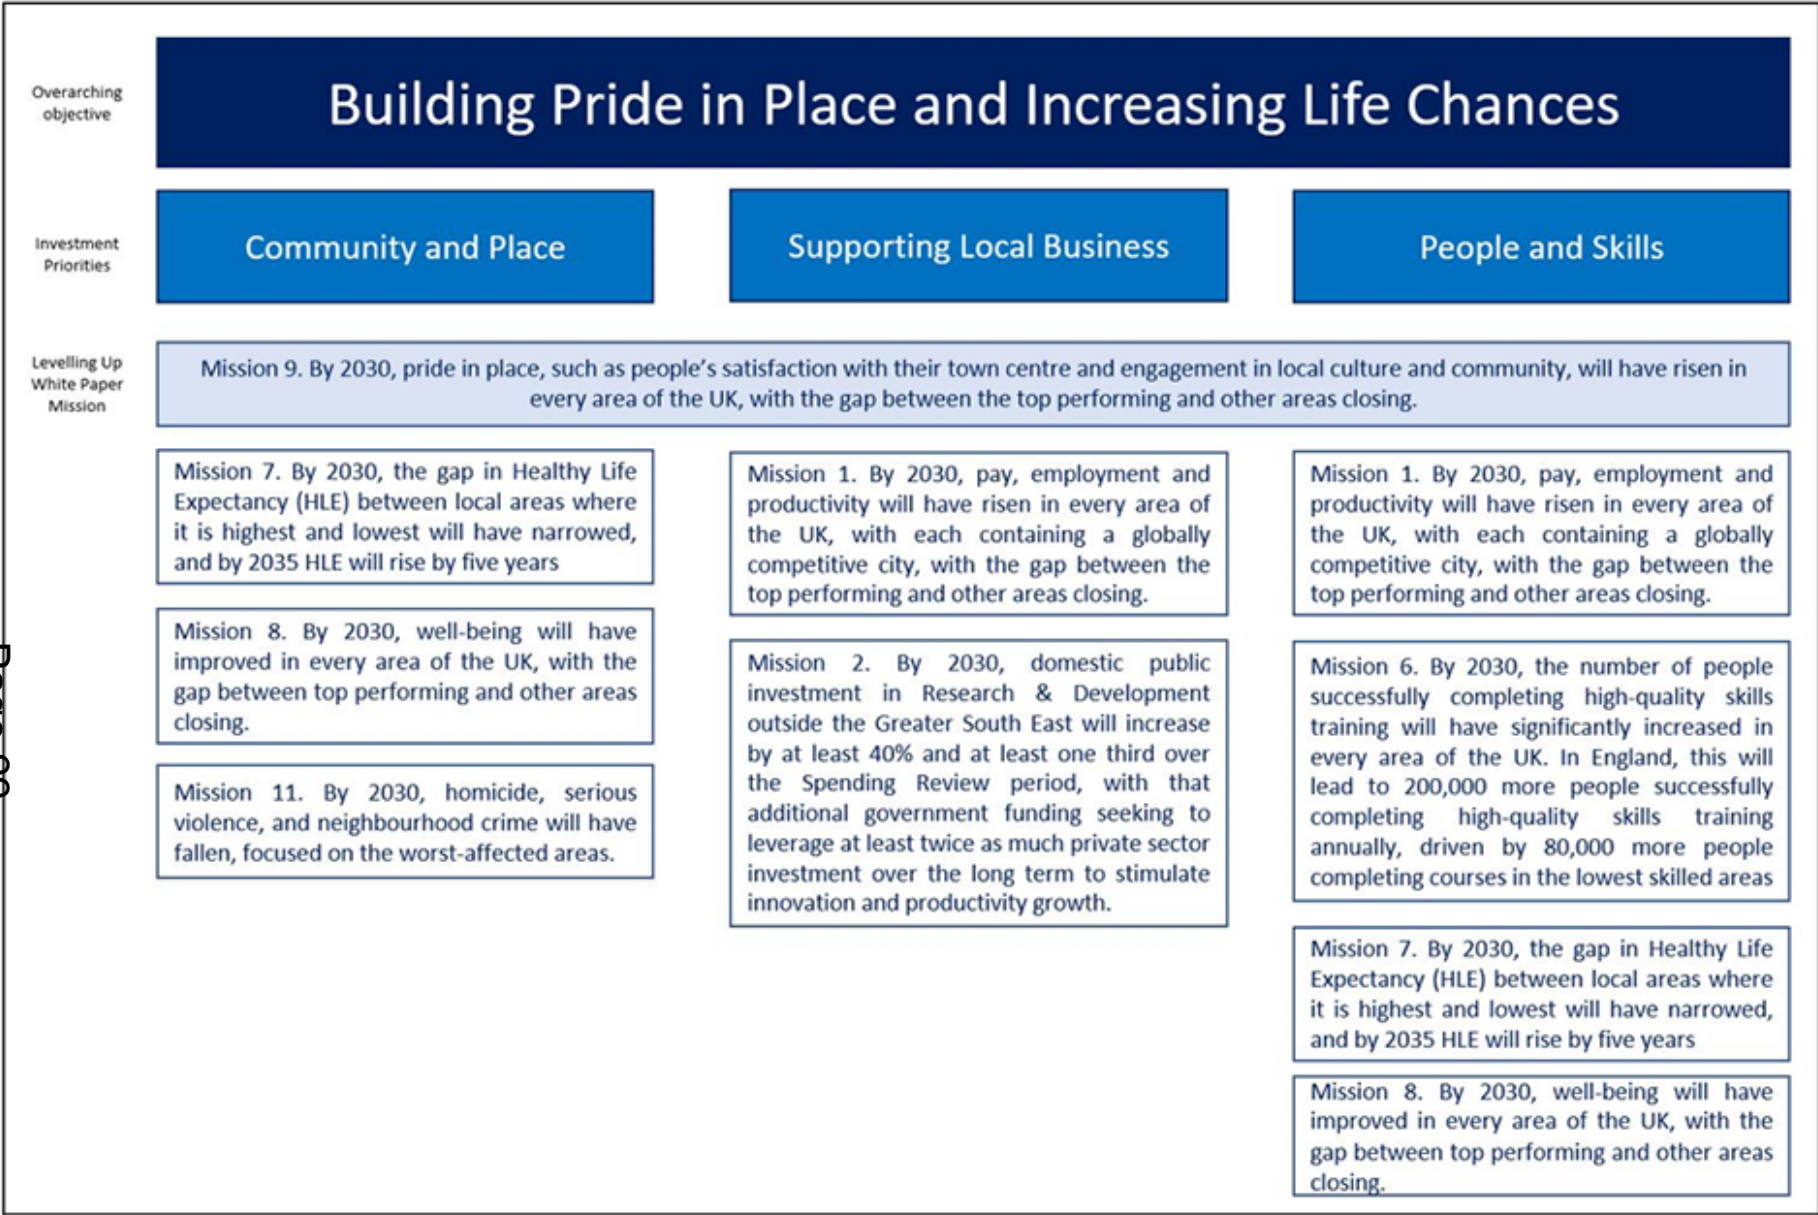 Overarching
objective
Building Pride in Place and Increasing Life Chances
Investment
Priorities
Community and Place
Supporting Local Business
People and Skills
Levelling Up
White Paper
Mission
Mission 9. By 2030, pride in place, such as people's satisfaction with their town centre and engagement in local culture and community, will have risen in
every area of the UK, with the gap between the top performing and other areas closing.
Mission 7. By 2030, the gap in Healthy Life
Expectancy (HLE) between local areas where
it is highest and lowest will have narrowed,
and by 2035 HLE will rise by five years
Mission 8. By 2030, well-being will have
improved in every area of the UK, with the
gap between top performing and other areas
closing.
Mission 11. By 2030, homicide, serious
violence, and neighbourhood crime will have
fallen, focused on the worst-affected areas.
Mission 1. By 2030, pay, employment and
productivity will have risen in every area of
the UK, with each containing a globally
competitive city, with the gap between the
top performing and other areas closing.
Mission 2. By 2030, domestic public
investment in Research & Development
outside the Greater South East will increase
by at least 40% and at least one third over
the Spending Review period, with that
additional government funding seeking to
leverage at least twice as much private sector
investment over the long term to stimulate
innovation and productivity growth.
Mission 1. By 2030, pay, employment and
productivity will have risen in every area of
the UK, with each containing a globally
competitive city, with the gap between the
top performing and other areas closing.
Mission 6. By 2030, the number of people
successfully completing high-quality skills
training will have significantly increased in
every area of the UK. In England, this will
lead to 200,000 more people successfully
completing high-quality skills training
annually, driven by 80,000 more people
completing courses in the lowest skilled areas
Mission 7. By 2030, the gap in Healthy Life
Expectancy (HLE) between local areas where
it is highest and lowest will have narrowed,
and by 2035 HLE will rise by five years
Mission 8. By 2030, well-being will have
improved in every area of the UK, with the
gap between top performing and other areas
closing.